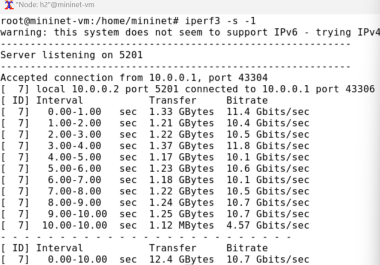 "Node: h2"@mininet-vm
root@mininet-vm:/home/mininet# iperf3 -s -1
warning: this system does not seem to support IPv6 - trying IPv4
-----------------------------------------------------------
Server listening on 5201
-----------------------------------------------------------
Accepted connection from 10.0.0.1, port 43304
[  7] local 10.0.0.2 port 5201 connected to 10.0.0.1 port 43306
[ ID] Interval           Transfer     Bitrate
[  7]   0.00-1.00   sec  1.33 GBytes  11.4 Gbits/sec
[  7]   1.00-2.00   sec  1.21 GBytes  10.4 Gbits/sec
[  7]   2.00-3.00   sec  1.22 GBytes  10.5 Gbits/sec
[  7]   3.00-4.00   sec  1.37 GBytes  11.8 Gbits/sec
[  7]   4.00-5.00   sec  1.17 GBytes  10.1 Gbits/sec
[  7]   5.00-6.00   sec  1.23 GBytes  10.6 Gbits/sec
[  7]   6.00-7.00   sec  1.18 GBytes  10.1 Gbits/sec
[  7]   7.00-8.00   sec  1.22 GBytes  10.5 Gbits/sec
[  7]   8.00-9.00   sec  1.24 GBytes  10.7 Gbits/sec
[  7]   9.00-10.00  sec  1.25 GBytes  10.7 Gbits/sec
[  7]  10.00-10.00  sec  1.12 MBytes  4.57 Gbits/sec
- - - - - - - - - - - - - - - - - - - - - - - - -
[ ID] Interval           Transfer     Bitrate
[  7]   0.00-10.00  sec  12.4 GBytes  10.7 Gbits/sec